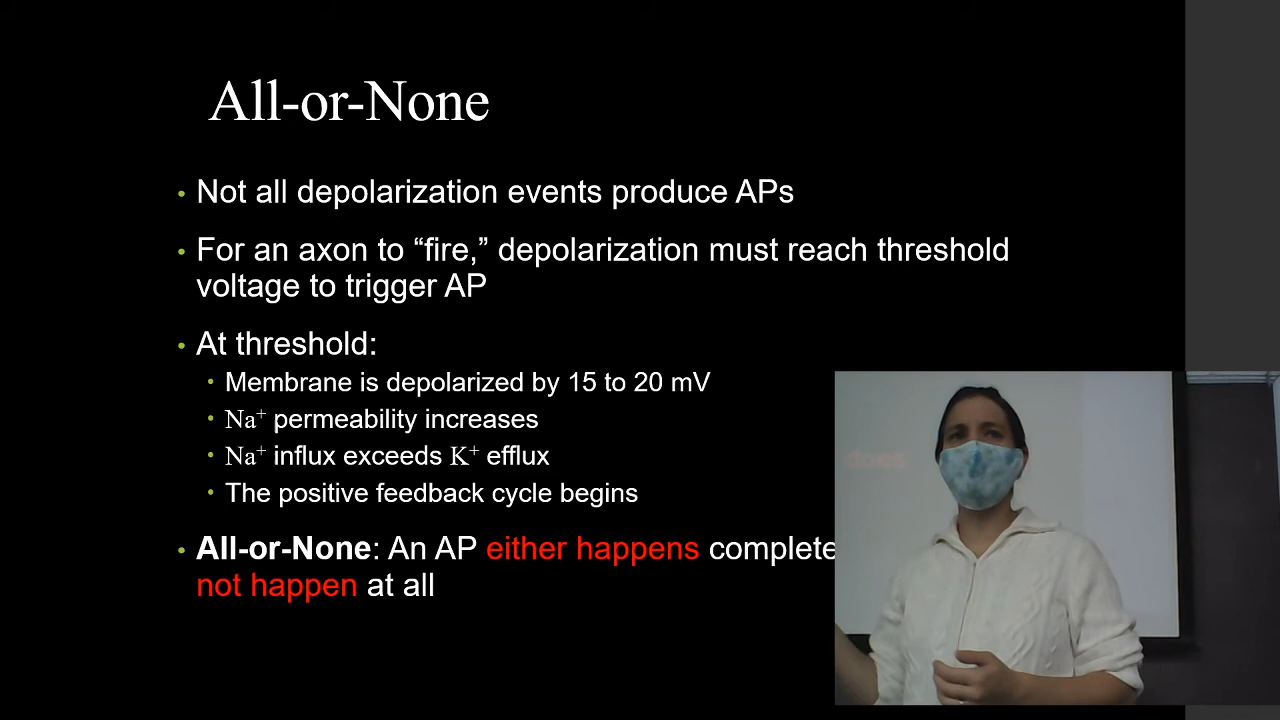 All-or-None
• Not all depolarization events produce APs
• For an axon to “fire,” depolarization must reach threshold
voltage to trigger AP
• At threshold:
• Membrane is depolarized by 15 to 20 mV
• Na⁺ permeability increases
• Na⁺ influx exceeds K⁺ efflux
• The positive feedback cycle begins
• All-or-None: An AP either happens complete
does
not happen at all